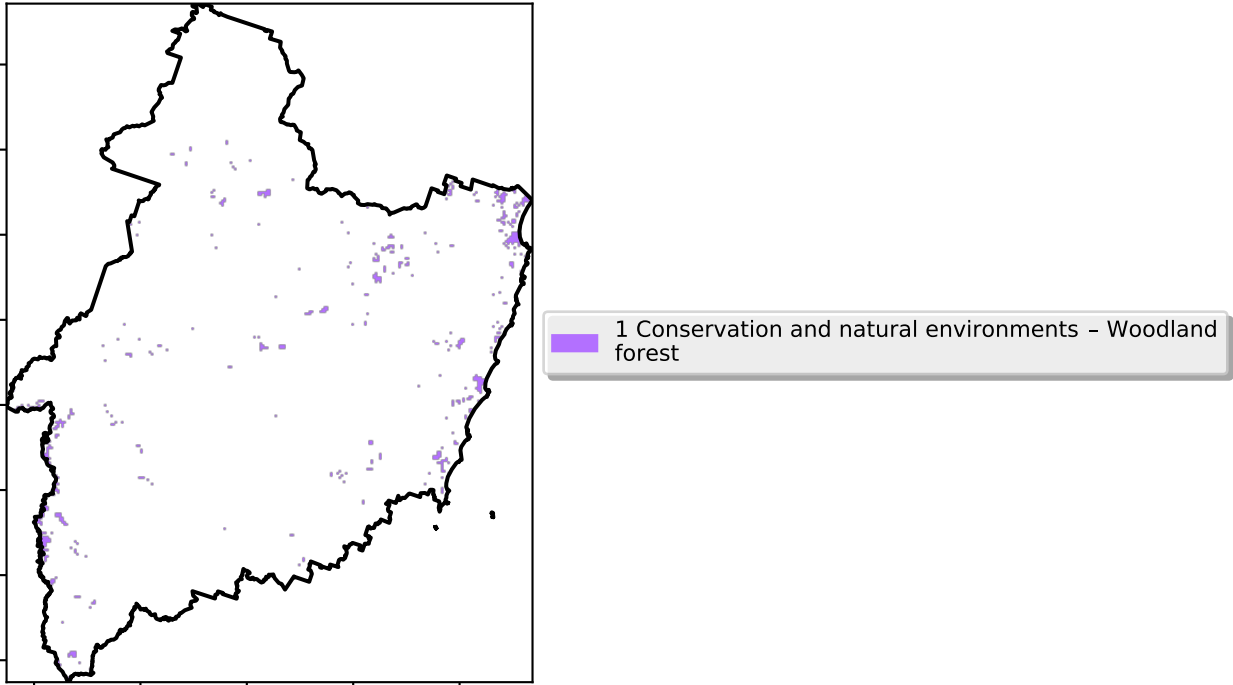 1 Conservation and natural environments – Woodland
forest